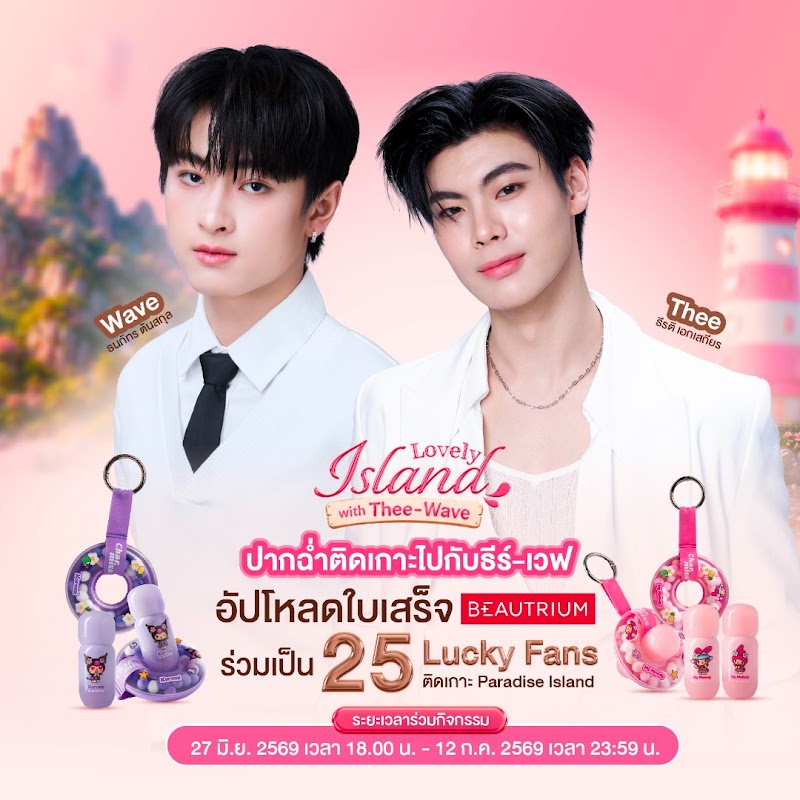 Wave
ธนภัทร ตันสกุล
Thee
ธีรติ เอกเสถียร
Lovely
Island
with Thee-Wave
ปากฉ่ำติดเกาะไปกับธีร์-เวฟ
อัปโหลดใบเสร็จ BEAUTRIUM
ร่วมเป็น 25 Lucky Fans
ติดเกาะ Paradise Island
ระยะเวลาร่วมกิจกรรม
27 มิ.ย. 2569 เวลา 18.00 น. - 12 ก.ค. 2569 เวลา 23:59 น.
Kuromi
My Melody
My Melody